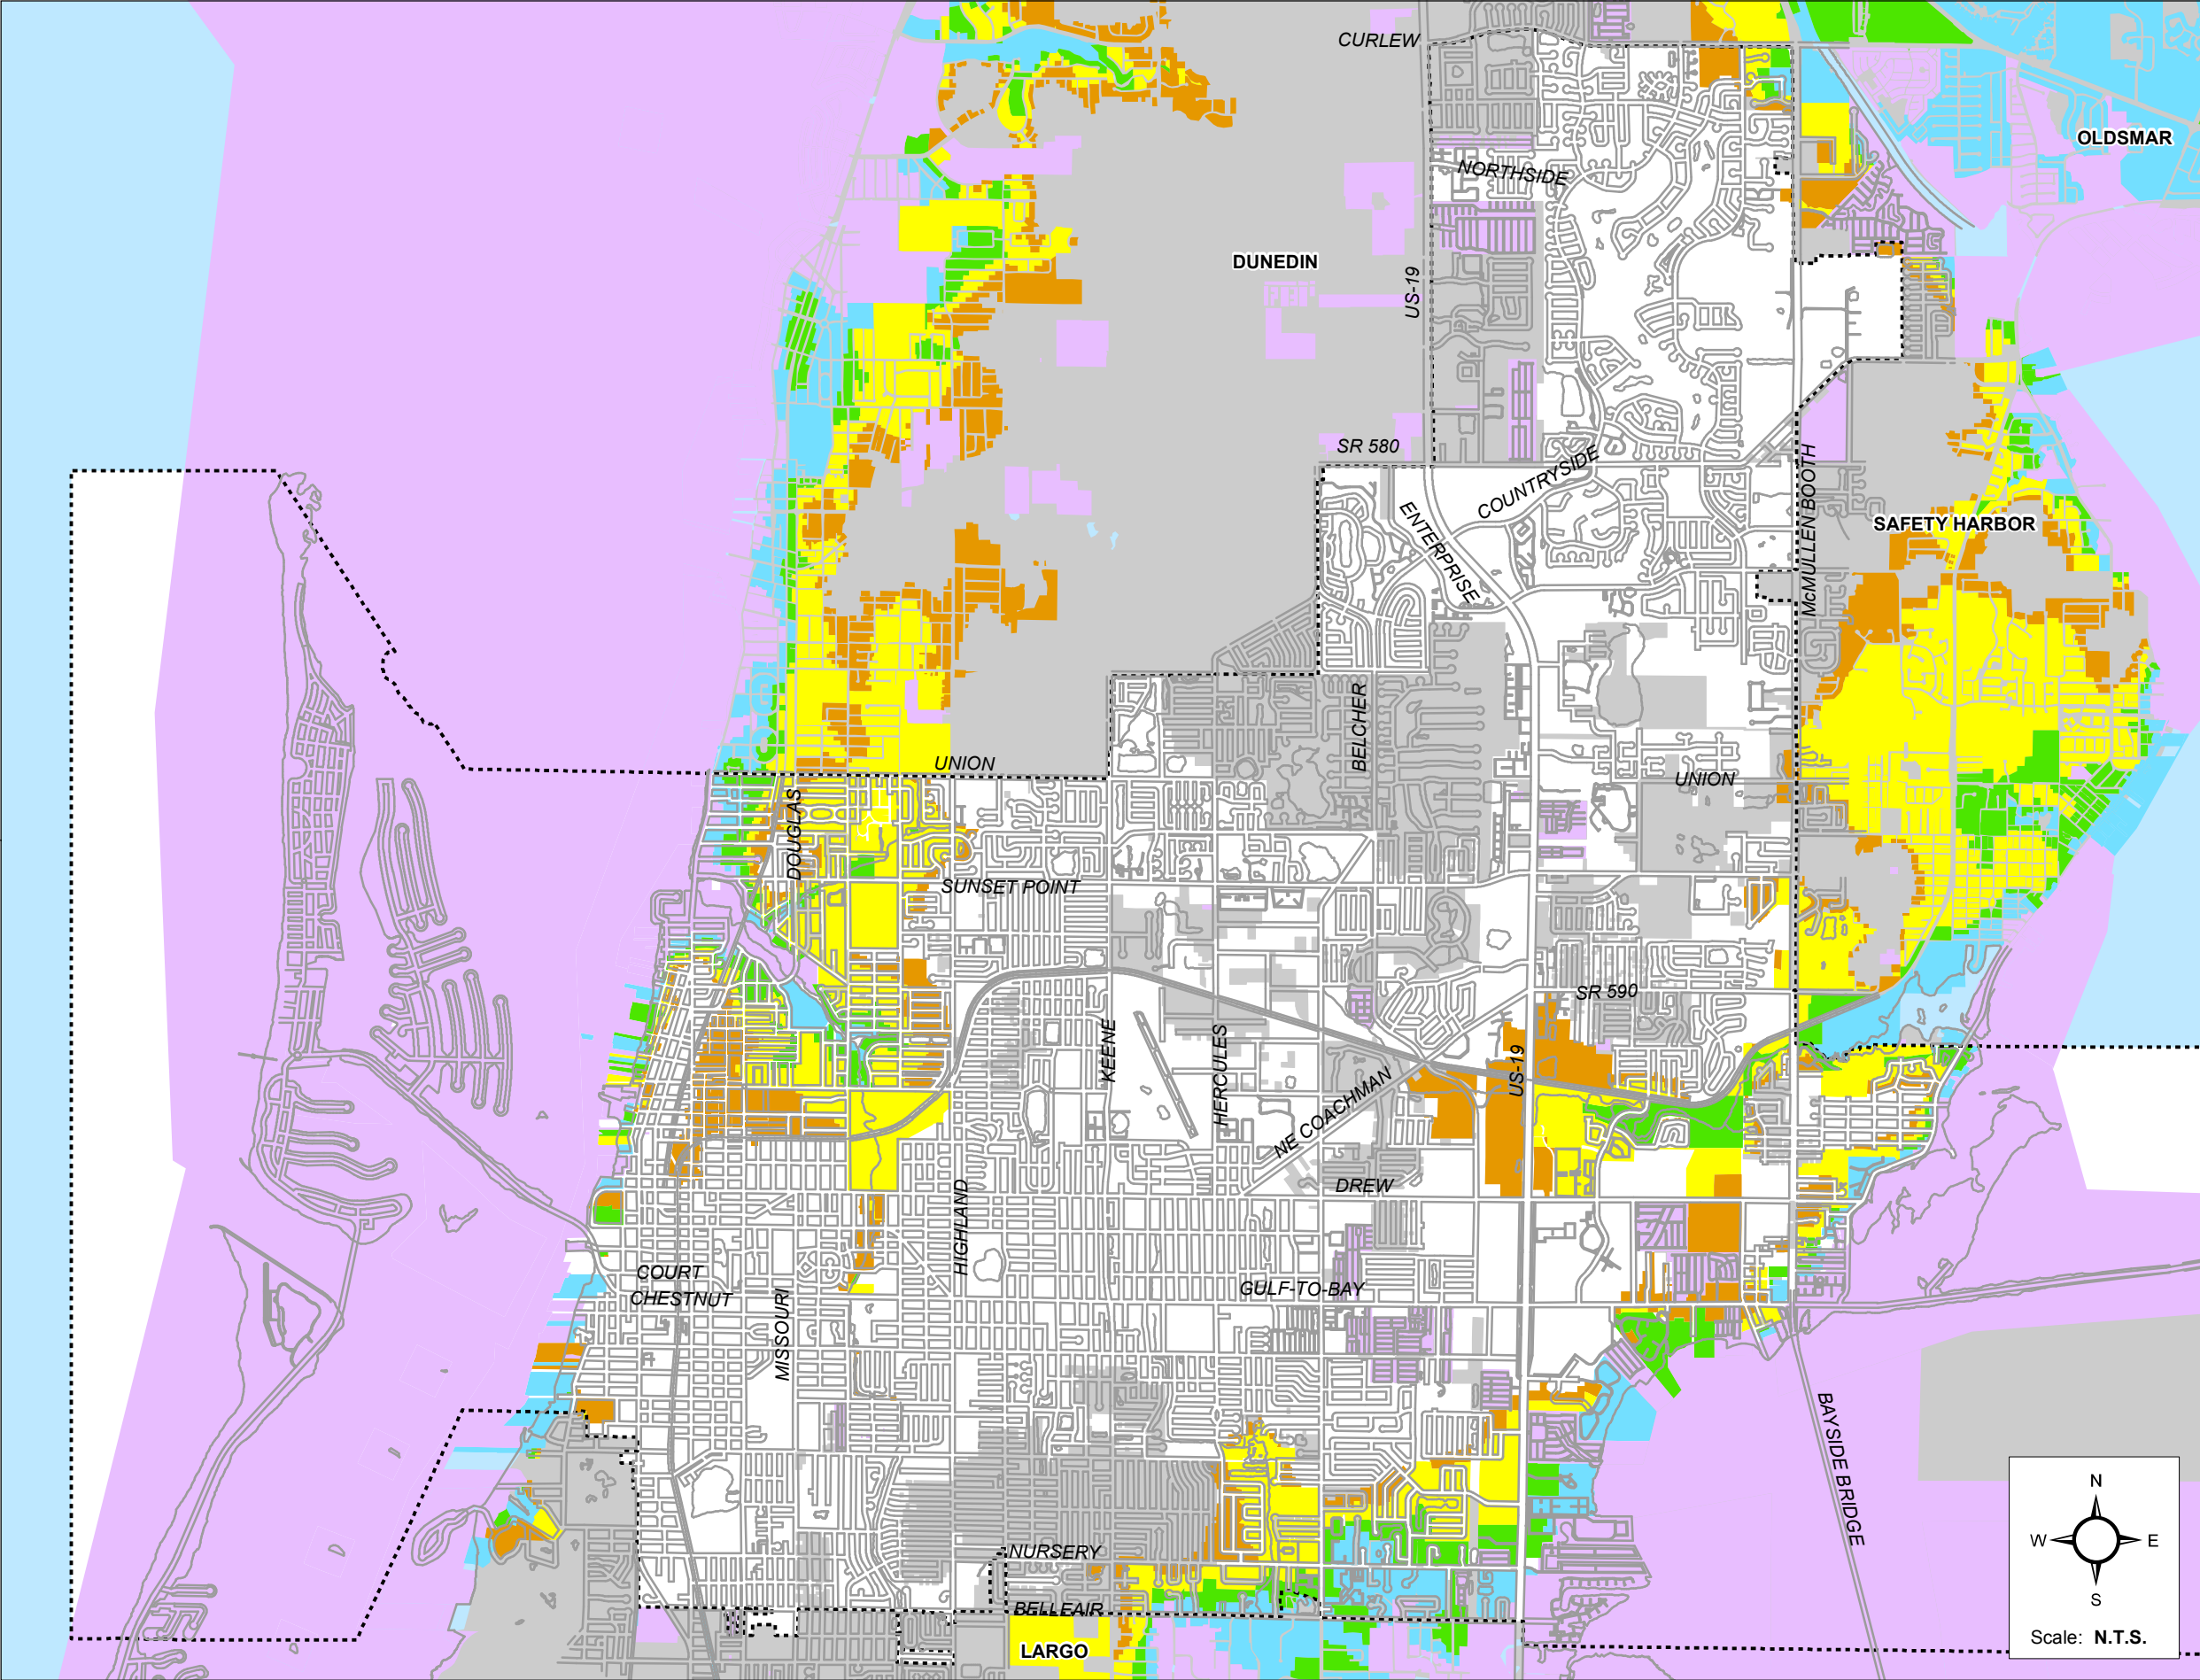 CURLEW
OLDSMAR
NORTHSIDE
DUNEDIN
US-19
SR 580
COUNTRYSIDE
McMULLEN BOOTH
ENTERPRISE
SAFETY HARBOR
BELCHER
UNION
UNION
DOUGLAS
SUNSET POINT
SR 590
KEENE
HERCULES
US-19
NE COACHMAN
DREW
HIGHLAND
COURT
GULF-TO-BAY
CHESTNUT
MISSOURI
BAYSIDE BRIDGE
NURSERY
BELLEAIR
LARGO
N
W
E
S
Scale: N.T.S.